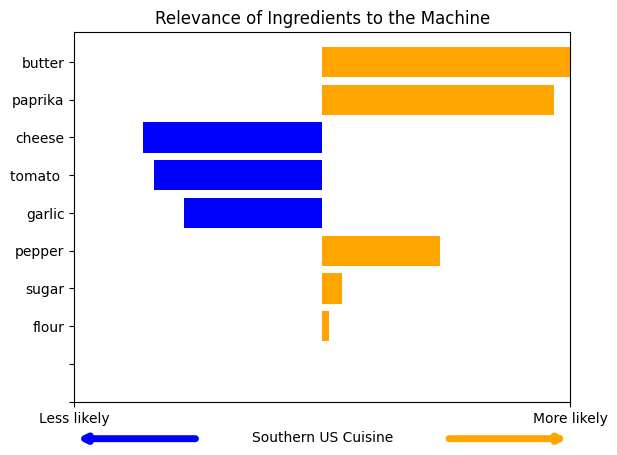 Relevance of Ingredients to the Machine
butter
paprika
cheese
tomato
garlic
pepper
sugar
flour
Less likely
More likely
Southern US Cuisine